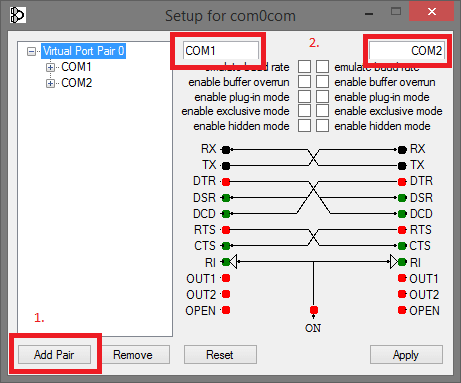 Setup for com0com
Virtual Port Pair 0
COM1
COM2
COM1
2.
COM2
emulate baud rate
emulate baud rate
enable buffer overrun
enable buffer overrun
enable plug-in mode
enable plug-in mode
enable exclusive mode
enable exclusive mode
enable hidden mode
enable hidden mode
RX
RX
TX
TX
DTR
DTR
DSR
DSR
DCD
DCD
RTS
RTS
CTS
CTS
RI
RI
OUT1
OUT1
OUT2
OUT2
OPEN
OPEN
ON
1.
Add Pair
Remove
Reset
Apply